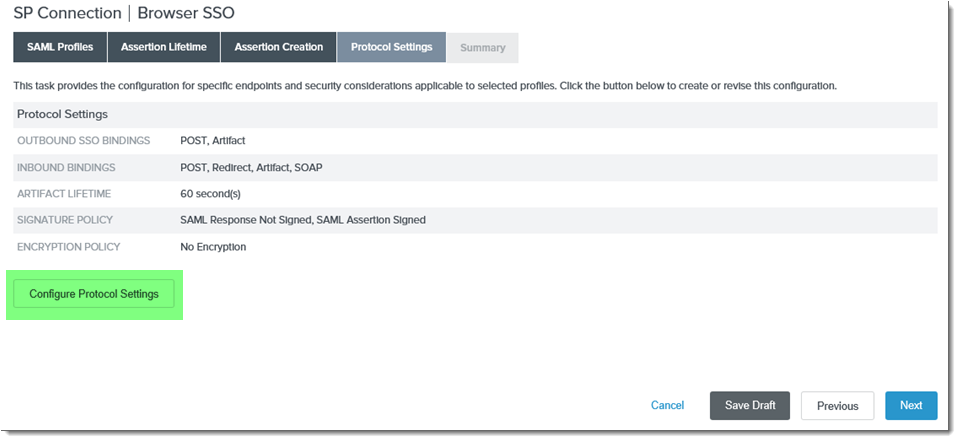 SP Connection | Browser SSO
SAML Profiles Assertion Lifetime Assertion Creation Protocol Settings Summary
This task provides the configuration for specific endpoints and security considerations applicable to selected profiles. Click the button below to create or revise this configuration.
Protocol Settings
OUTBOUND SSO BINDINGS POST, Artifact
INBOUND BINDINGS POST, Redirect, Artifact, SOAP
ARTIFACT LIFETIME 60 second(s)
SIGNATURE POLICY SAML Response Not Signed, SAML Assertion Signed
ENCRYPTION POLICY No Encryption
Configure Protocol Settings
Cancel Save Draft Previous Next